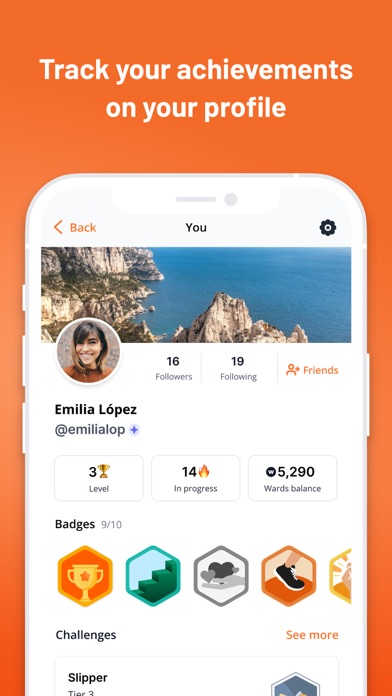 Track your achievements
on your profile
Back
You
16
Followers
19
Following
Friends
Emilia López
@emilialop
3🏆
Level
14🔥
In progress
5,290
Wards balance
Badges 9/10
Challenges
See more
Slipper
Tier 3